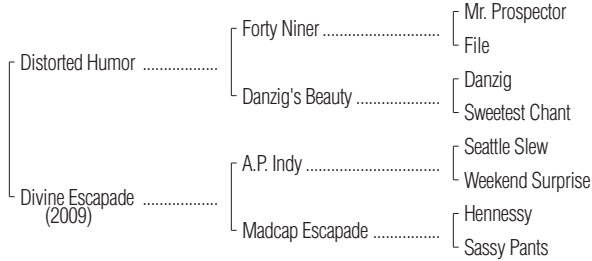 Mr. Prospector
Forty Niner ............................
File
Distorted Humor ..................
Danzig
Danzig's Beauty ....................
Sweetest Chant
Seattle Slew
A.P. Indy ................................
Weekend Surprise
Divine Escapade ..................
(2009)
Hennessy
Madcap Escapade ................
Sassy Pants